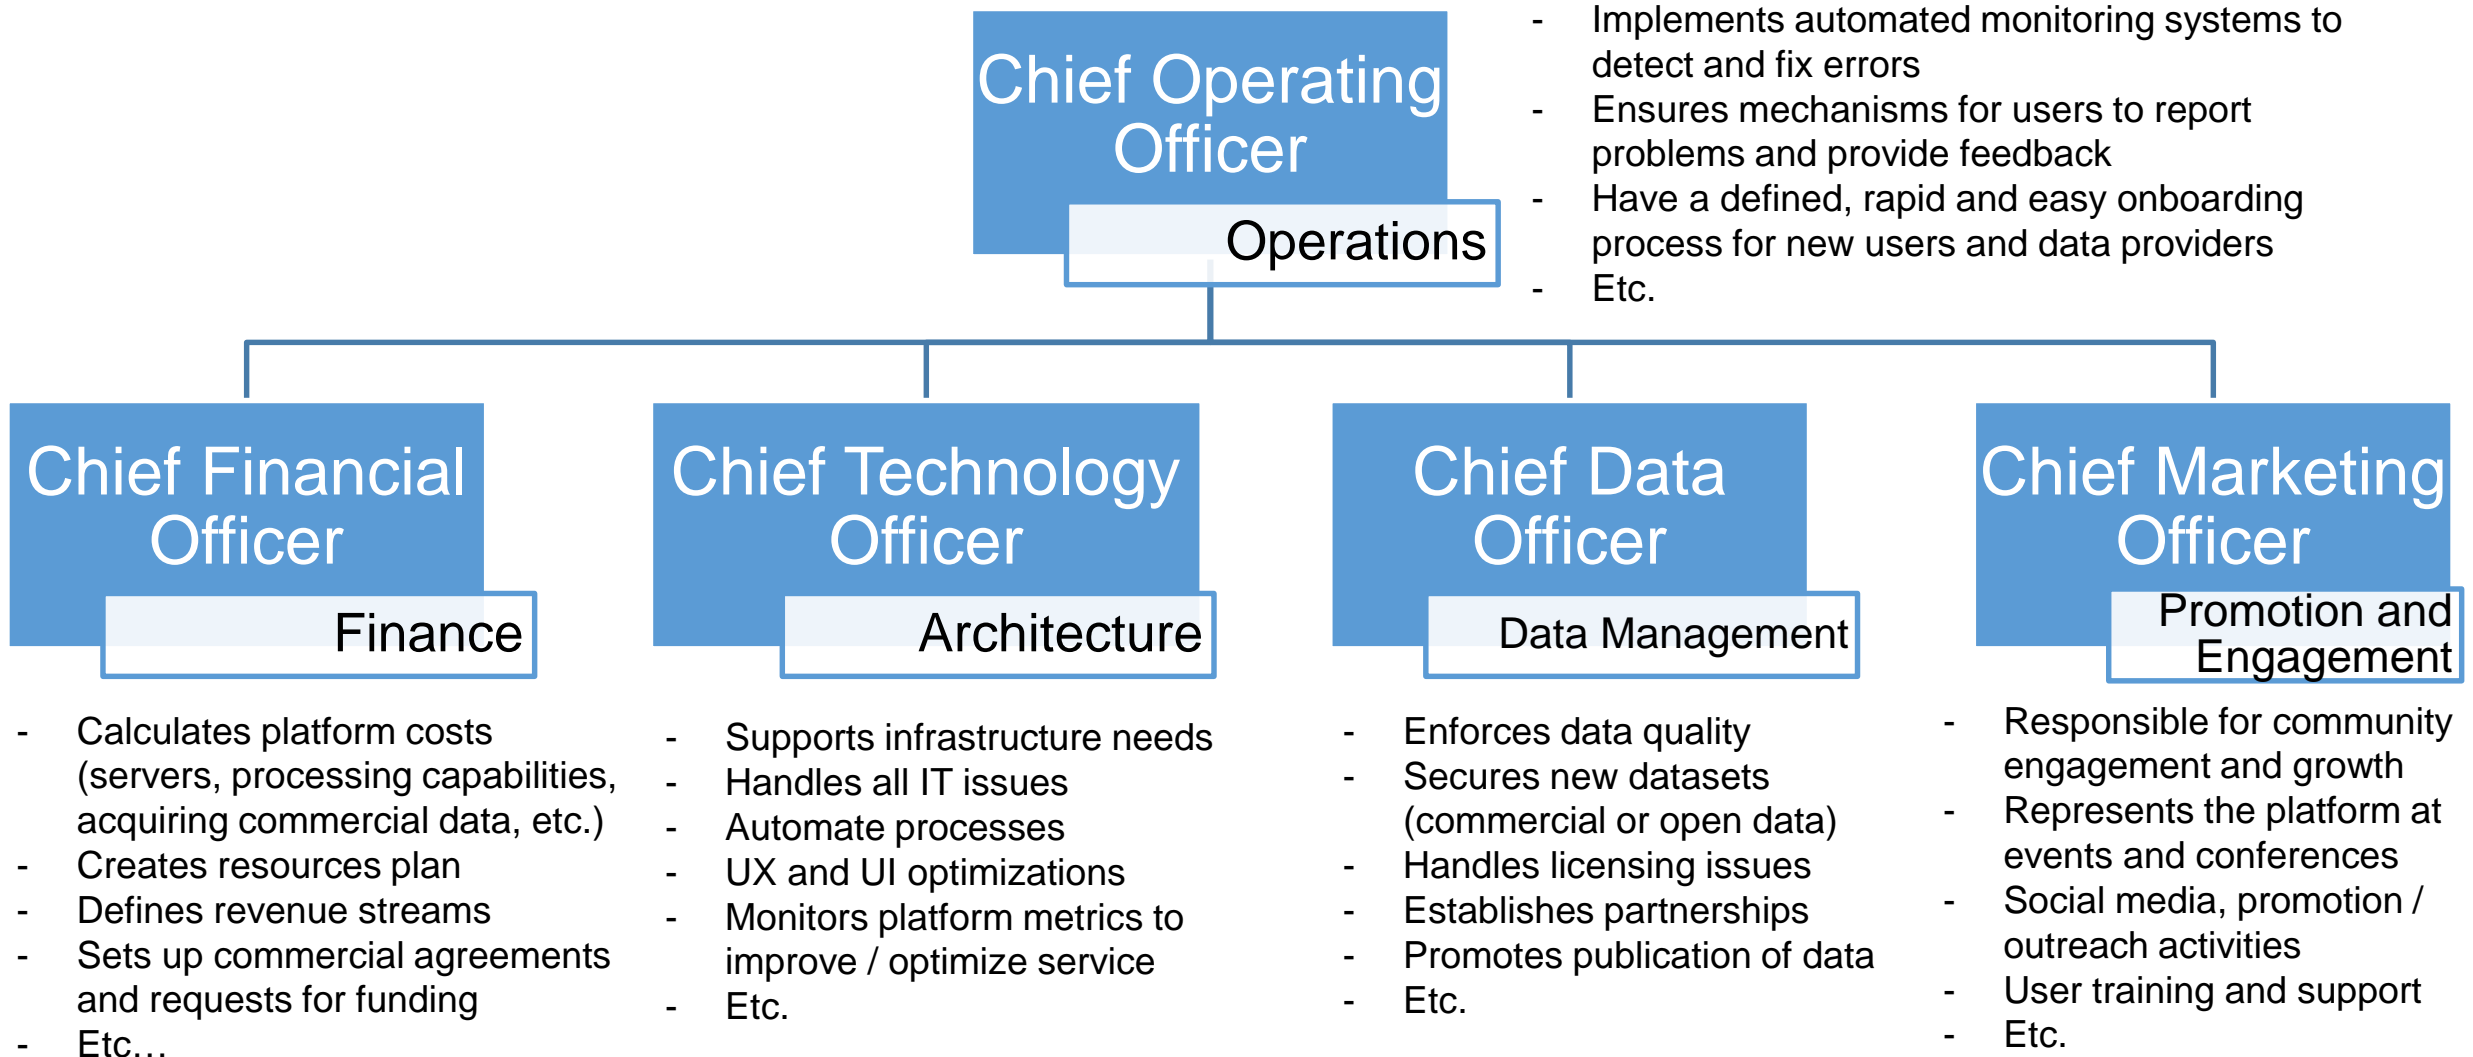 Chief Operating
Officer
Operations
- Implements automated monitoring systems to
detect and fix errors
- Ensures mechanisms for users to report
problems and provide feedback
- Have a defined, rapid and easy onboarding
process for new users and data providers
- Etc.
Chief Financial
Officer
Finance
- Calculates platform costs
(servers, processing capabilities,
acquiring commercial data, etc.)
- Creates resources plan
- Defines revenue streams
- Sets up commercial agreements
and requests for funding
- Etc…
Chief Technology
Officer
Architecture
- Supports infrastructure needs
- Handles all IT issues
- Automate processes
- UX and UI optimizations
- Monitors platform metrics to
improve / optimize service
- Etc.
Chief Data
Officer
Data Management
- Enforces data quality
- Secures new datasets
(commercial or open data)
- Handles licensing issues
- Establishes partnerships
- Promotes publication of data
- Etc.
Chief Marketing
Officer
Promotion and
Engagement
- Responsible for community
engagement and growth
- Represents the platform at
events and conferences
- Social media, promotion /
outreach activities
- User training and support
- Etc.